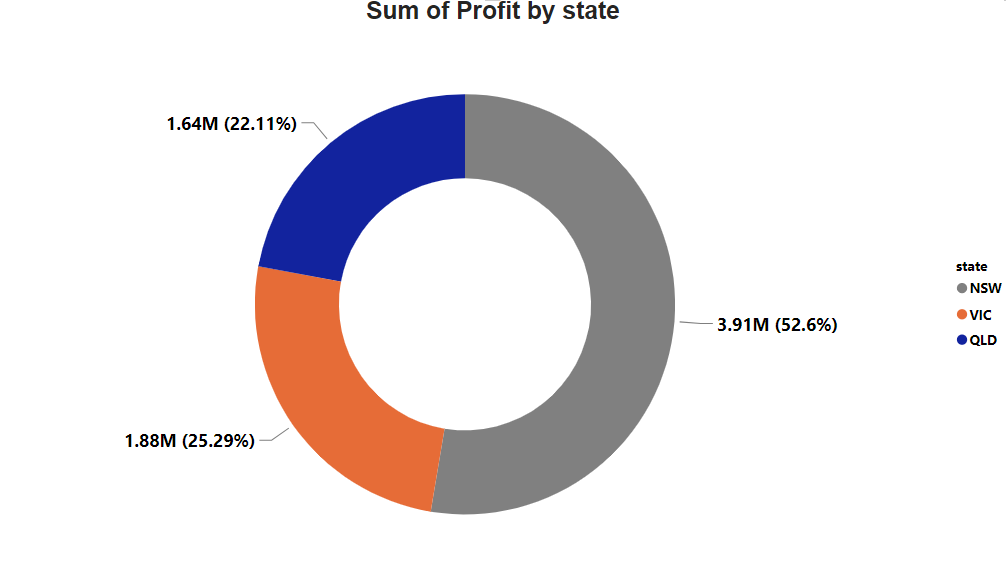 Sum of Profit by state
1.64M (22.11%)
3.91M (52.6%)
1.88M (25.29%)
state
NSW
VIC
QLD